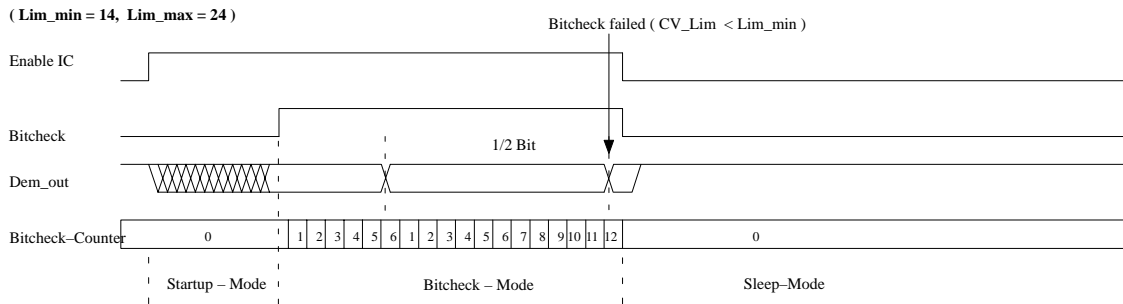 ( Lim_min = 14, Lim_max = 24 )
Bitcheck failed ( CV_Lim < Lim_min )
Enable IC
Bitcheck
1/2 Bit
Dem_out
Bitcheck–Counter 0 1 2 3 4 5 6 1 2 3 4 5 6 7 8 9 10 11 12 0
Startup – Mode Bitcheck – Mode Sleep–Mode